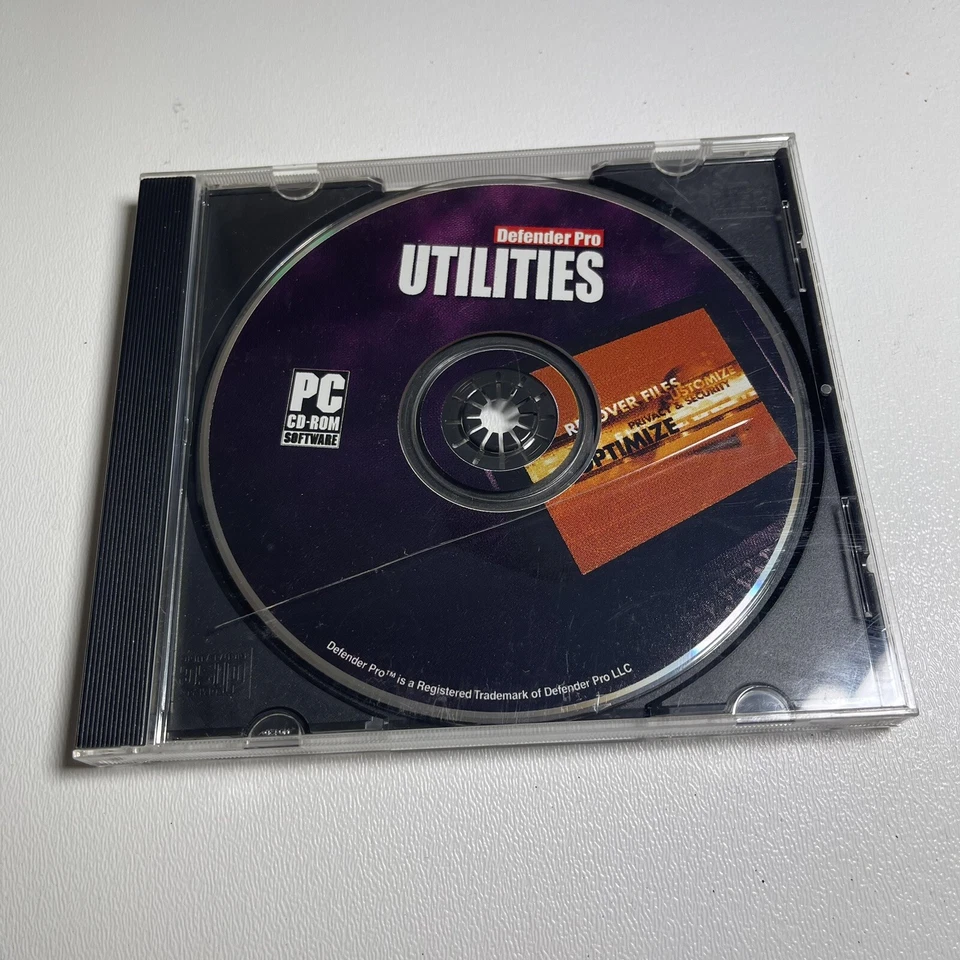 Defender Pro
UTILITIES
PC
CD-ROM
SOFTWARE
RECOVER FILES
CUSTOMIZE
PRIVACY & SECURITY
OPTIMIZE
Defender Pro™ is a Registered Trademark of Defender Pro LLC